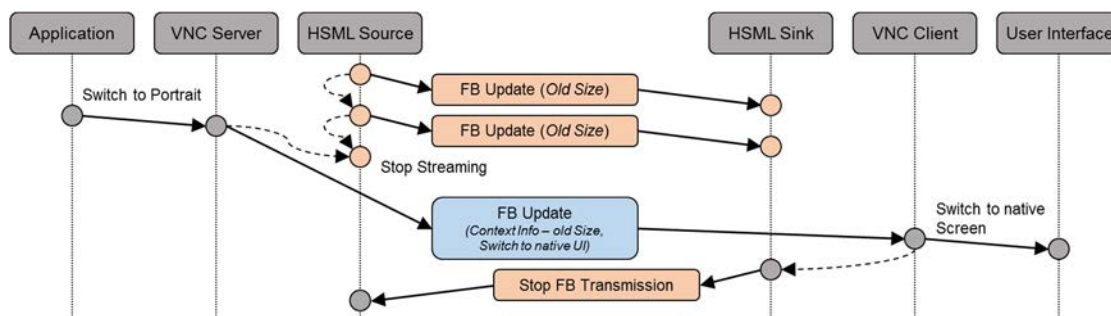 Application
VNC Server
HSML Source
HSML Sink
VNC Client
User Interface
FB Update (Old Size)
Switch to Portrait
FB Update (Old Size)
Stop Streaming
FB Update
(Context Info – old Size,
Switch to native UI)
Switch to native
Screen
Stop FB Transmission